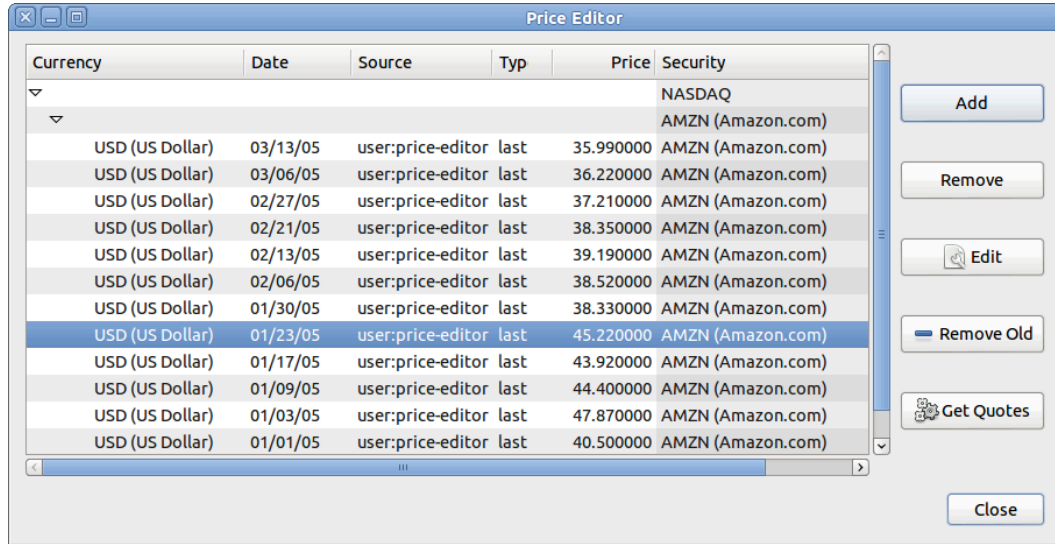 Price Editor
Currency Date Source Typ Price Security
NASDAQ
Add
AMZN (Amazon.com)
USD (US Dollar) 03/13/05 user:price-editor last 35.990000 AMZN (Amazon.com)
USD (US Dollar) 03/06/05 user:price-editor last 36.220000 AMZN (Amazon.com)
Remove
USD (US Dollar) 02/27/05 user:price-editor last 37.210000 AMZN (Amazon.com)
USD (US Dollar) 02/21/05 user:price-editor last 38.350000 AMZN (Amazon.com)
USD (US Dollar) 02/13/05 user:price-editor last 39.190000 AMZN (Amazon.com)
Edit
USD (US Dollar) 02/06/05 user:price-editor last 38.520000 AMZN (Amazon.com)
USD (US Dollar) 01/30/05 user:price-editor last 38.330000 AMZN (Amazon.com)
USD (US Dollar) 01/23/05 user:price-editor last 45.220000 AMZN (Amazon.com)
Remove Old
USD (US Dollar) 01/17/05 user:price-editor last 43.920000 AMZN (Amazon.com)
USD (US Dollar) 01/09/05 user:price-editor last 44.400000 AMZN (Amazon.com)
USD (US Dollar) 01/03/05 user:price-editor last 47.870000 AMZN (Amazon.com)
Get Quotes
USD (US Dollar) 01/01/05 user:price-editor last 40.500000 AMZN (Amazon.com)
Close